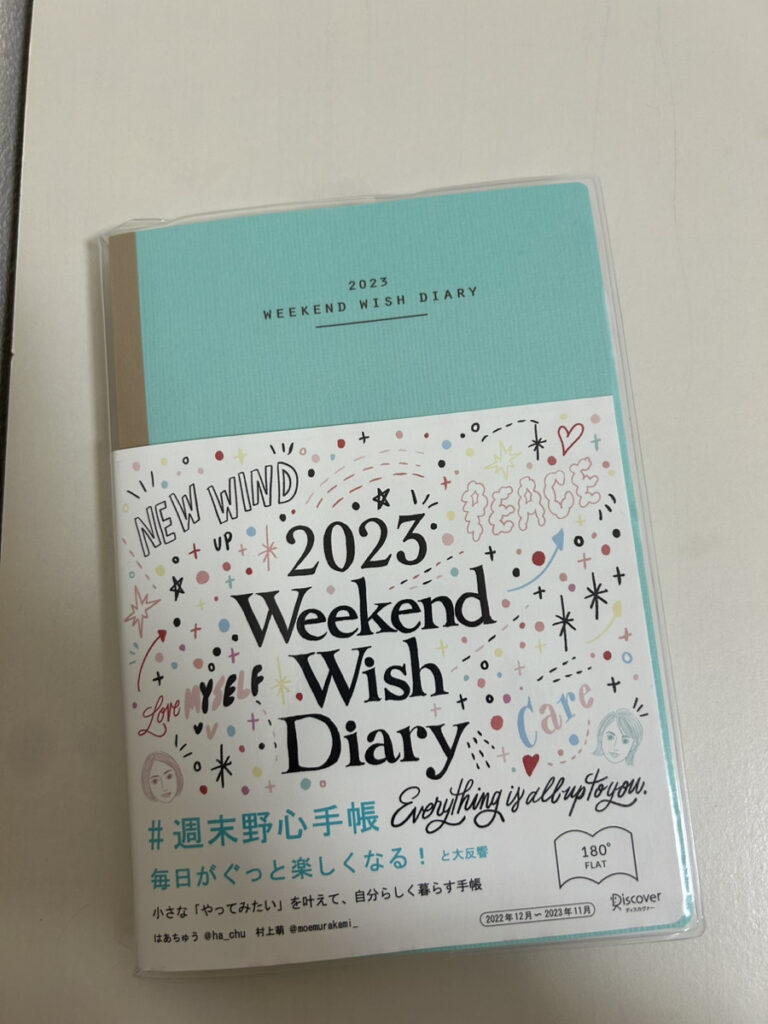 2023
WEEKEND WISH DIARY
NEW WIND
UP
PEACE
2023
Weekend
Wish
Diary
Love MYSELF
Care
Everything is all up to you.
#週末野心手帳
毎日がぐっと楽しくなる! と大反響
小さな「やってみたい」を叶えて、自分らしく暮らす手帳
はあちゅう @ha_chu 村上萌 @moemurakami_
180°
FLAT
2022年12月〜2023年11月
Discover
ディスカヴァー